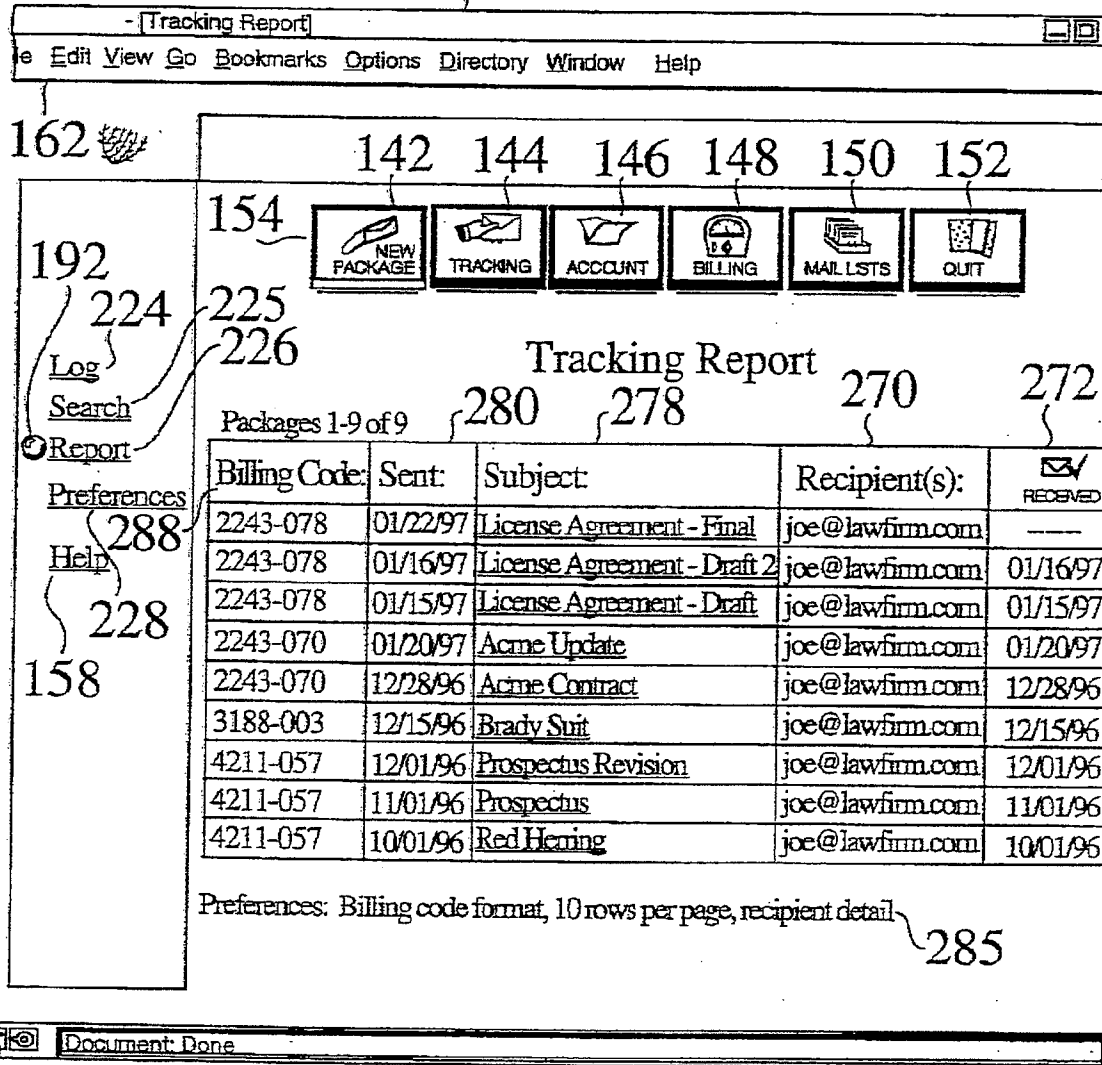 - [Tracking Report]
le Edit View Go Bookmarks Options Directory Window Help
162
142 144 146 148 150 152
154
NEW PACKAGE TRACKING ACCOUNT BILLING MAIL LSTS QUIT
192
224 225
Log 226
Search
Report
Preferences
288
Help
228
158
Tracking Report
280 278 270 272
Packages 1-9 of 9
Billing Code: Sent: Subject: Recipient(s): RECEIVED
2243-078 01/22/97 License Agreement - Final joe@lawfirm.com ----
2243-078 01/16/97 License Agreement - Draft 2 joe@lawfirm.com 01/16/97
2243-078 01/15/97 License Agreement - Draft joe@lawfirm.com 01/15/97
2243-070 01/20/97 Acme Update joe@lawfirm.com 01/20/97
2243-070 12/28/96 Acme Contract joe@lawfirm.com 12/28/96
3188-003 12/15/96 Brady Suit joe@lawfirm.com 12/15/96
4211-057 12/01/96 Prospectus Revision joe@lawfirm.com 12/01/96
4211-057 11/01/96 Prospectus joe@lawfirm.com 11/01/96
4211-057 10/01/96 Red Herring joe@lawfirm.com 10/01/96
Preferences: Billing code format, 10 rows per page, recipient detail
285
Document: Done